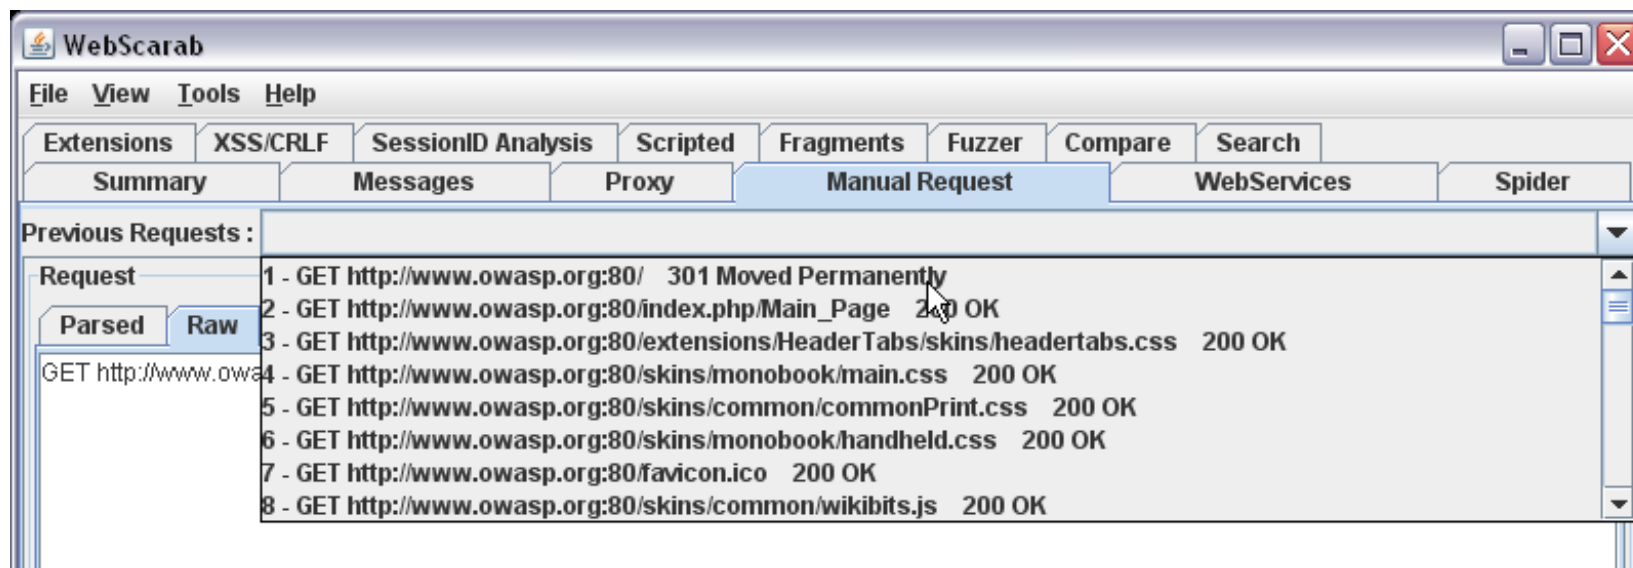 WebScarab
File View Tools Help
Extensions XSS/CRLF SessionID Analysis Scripted Fragments Fuzzer Compare Search
Summary Messages Proxy Manual Request WebServices Spider
Previous Requests :
Request
Parsed Raw
GET http://www.owa
1 - GET http://www.owasp.org:80/ 301 Moved Permanently
2 - GET http://www.owasp.org:80/index.php/Main_Page 200 OK
3 - GET http://www.owasp.org:80/extensions/HeaderTabs/skins/headertabs.css 200 OK
4 - GET http://www.owasp.org:80/skins/monobook/main.css 200 OK
5 - GET http://www.owasp.org:80/skins/common/commonPrint.css 200 OK
6 - GET http://www.owasp.org:80/skins/monobook/handheld.css 200 OK
7 - GET http://www.owasp.org:80/favicon.ico 200 OK
8 - GET http://www.owasp.org:80/skins/common/wikibits.js 200 OK